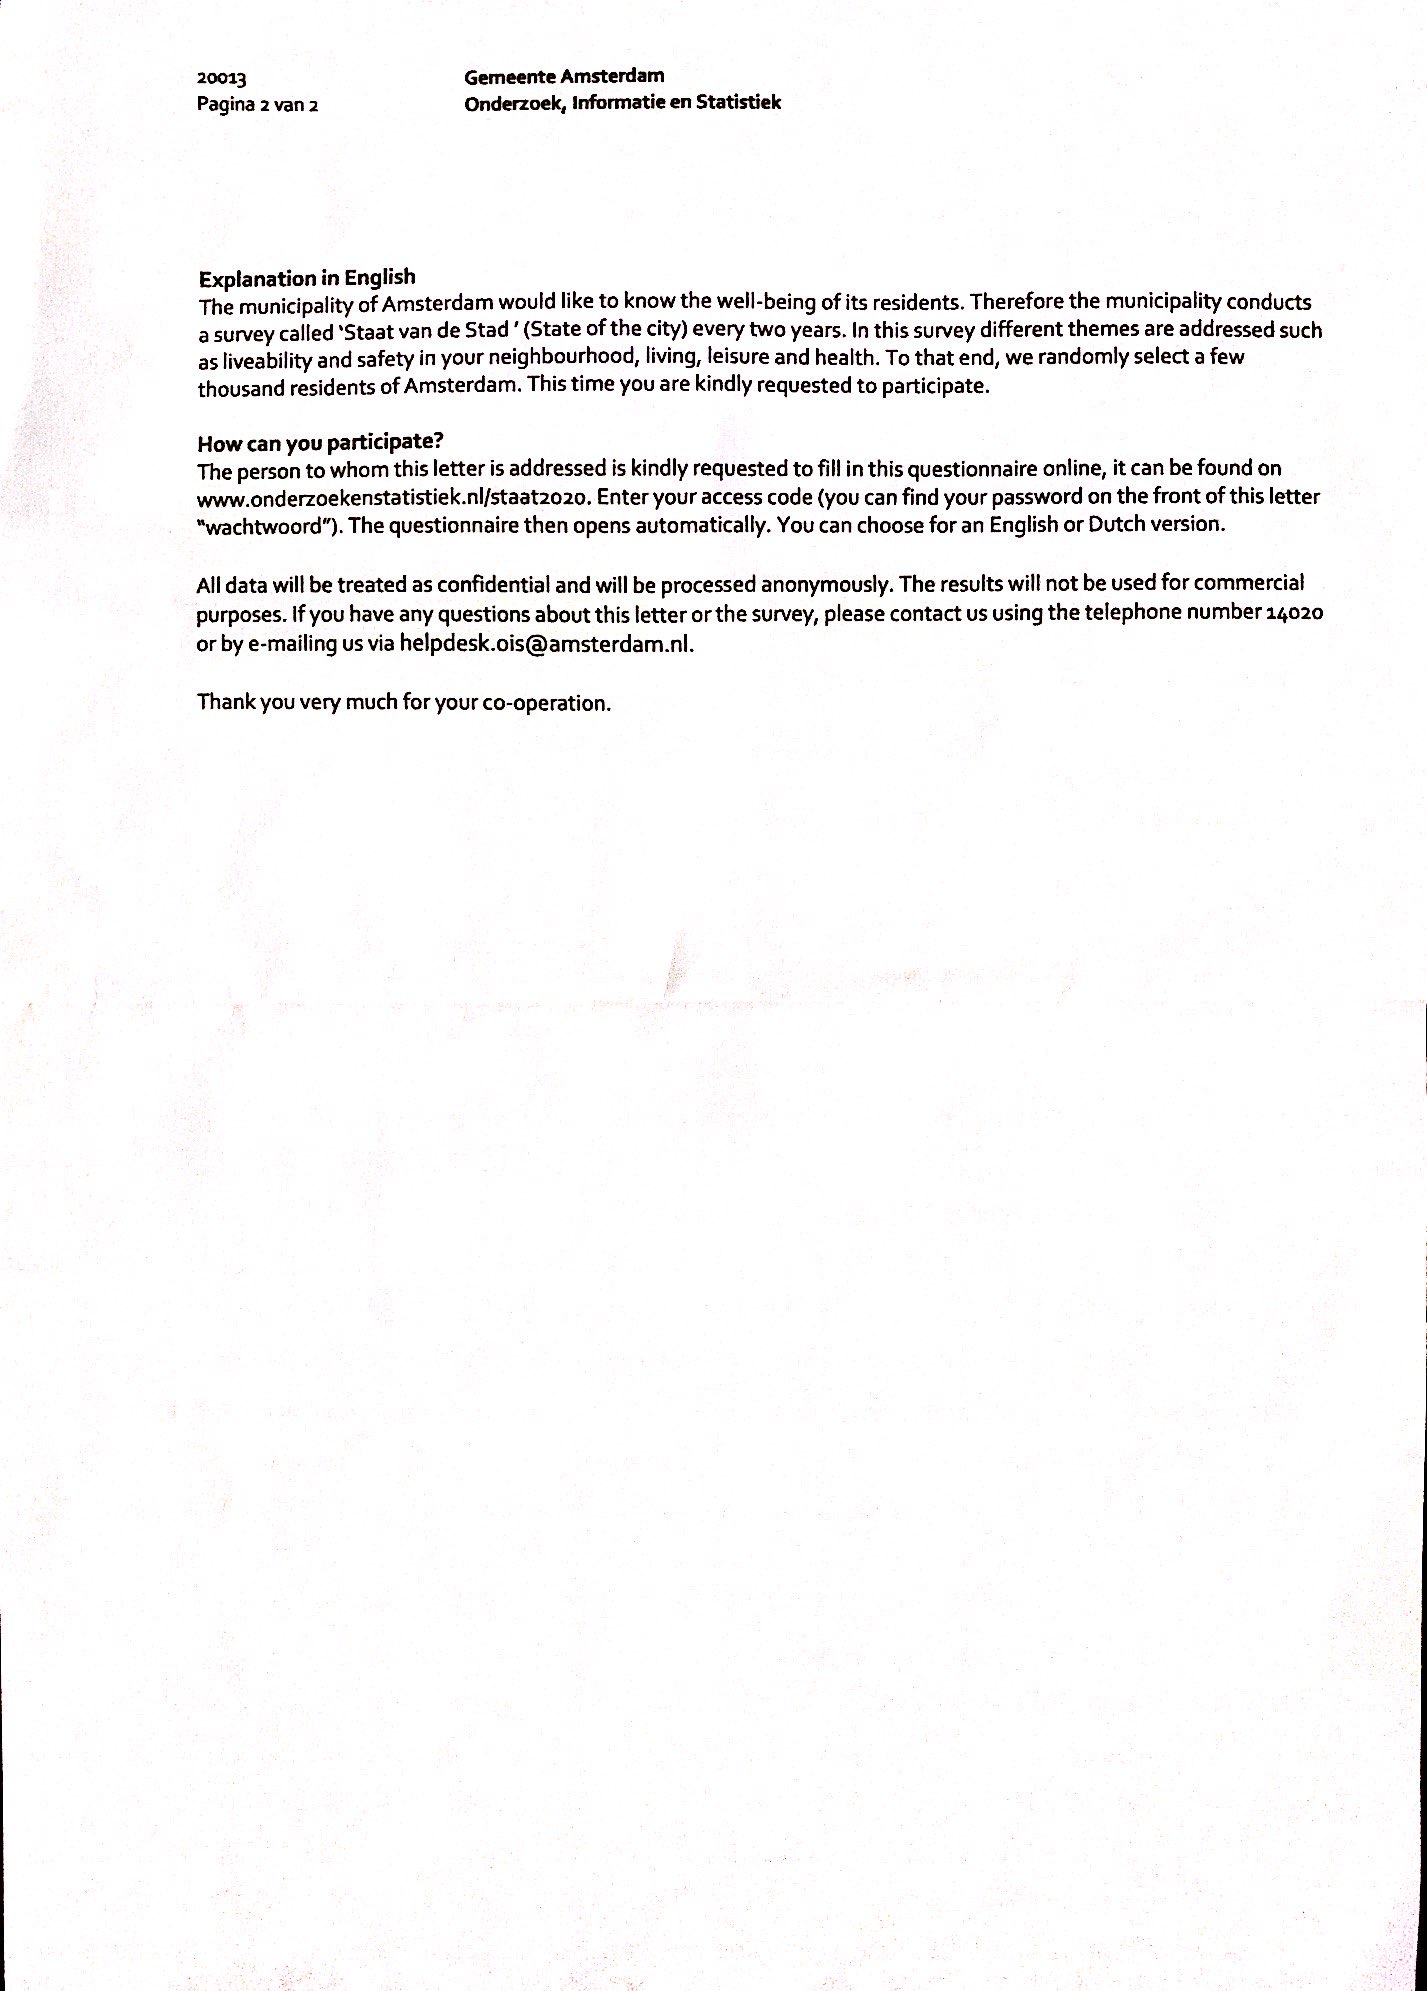 20013
Pagina 2 van 2
Gemeente Amsterdam
Onderzoek, Informatie en Statistiek
Explanation in English
The municipality of Amsterdam would like to know the well-being of its residents. Therefore the municipality conducts
a survey called ‘Staat van de Stad ’ (State of the city) every two years. In this survey different themes are addressed such
as liveability and safety in your neighbourhood, living, leisure and health. To that end, we randomly select a few
thousand residents of Amsterdam. This time you are kindly requested to participate.
How can you participate?
The person to whom this letter is addressed is kindly requested to fill in this questionnaire online, it can be found on
www.onderzoekenstatistiek.nl/staat2020. Enter your access code (you can find your password on the front of this letter
“wachtwoord”). The questionnaire then opens automatically. You can choose for an English or Dutch version.
All data will be treated as confidential and will be processed anonymously. The results will not be used for commercial
purposes. If you have any questions about this letter or the survey, please contact us using the telephone number 14020
or by e-mailing us via helpdesk.ois@amsterdam.nl.
Thank you very much for your co-operation.